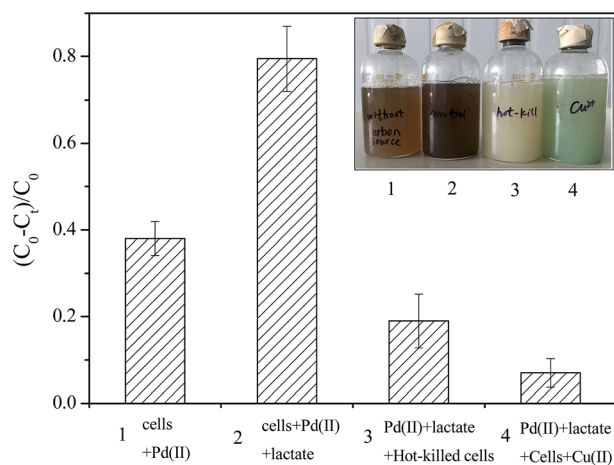 0.8
0.6
0.4
0.2
0.0
(C0-Ct)/C0
without
carbon
source
control
hot-kill
Cu2+
1
2
3
4
1 cells
+Pd(II)
2 cells+Pd(II)
+lactate
3 Pd(II)+lactate
+Hot-killed cells
4 Pd(II)+lactate
+Cells+Cu(II)